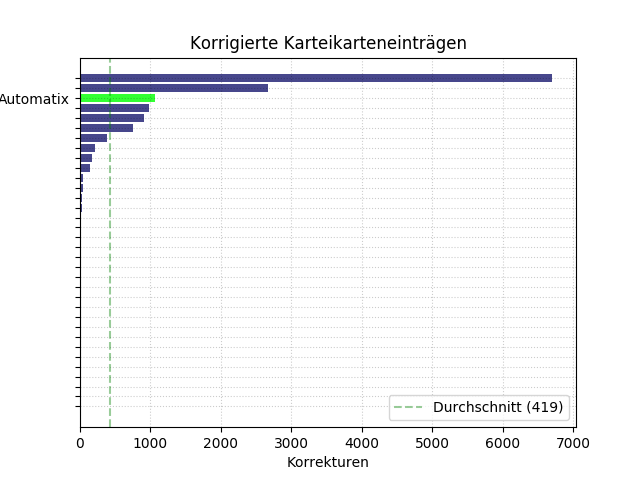 Korrigierte Karteikarteneinträgen
Automatix
Durchschnitt (419)
0 1000 2000 3000 4000 5000 6000 7000
Korrekturen